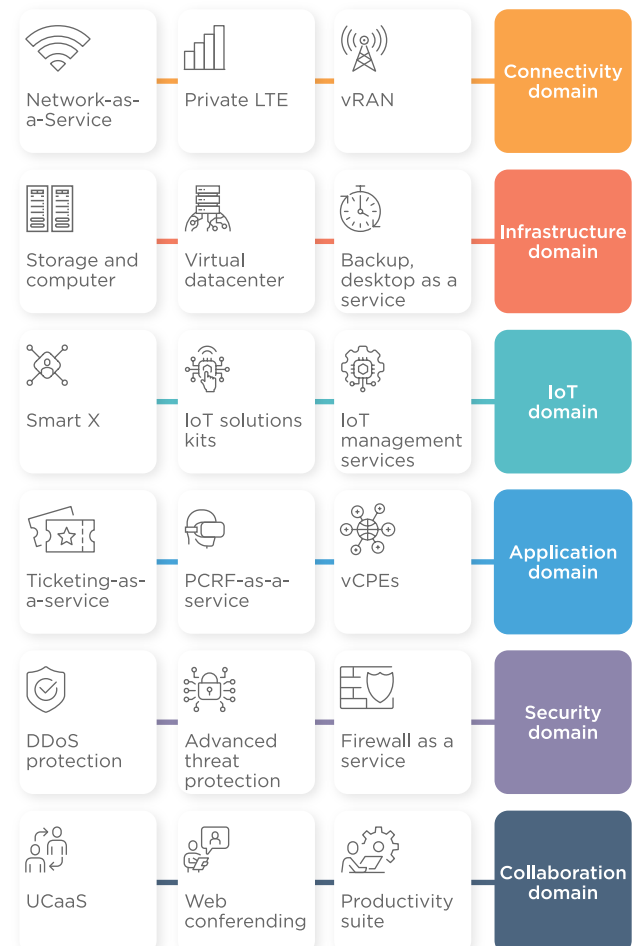 Network-as-
a-Service
Private LTE
vRAN
Connectivity
domain
Storage and
computer
Virtual
datacenter
Backup,
desktop as a
service
Infrastructure
domain
Smart X
IoT solutions
kits
IoT
management
services
IoT
domain
Ticketing-as-
a-service
PCRF-as-a-
service
vCPEs
Application
domain
DDoS
protection
Advanced
threat
protection
Firewall as a
service
Security
domain
UCaaS
Web
conferending
Productivity
suite
Collaboration
domain